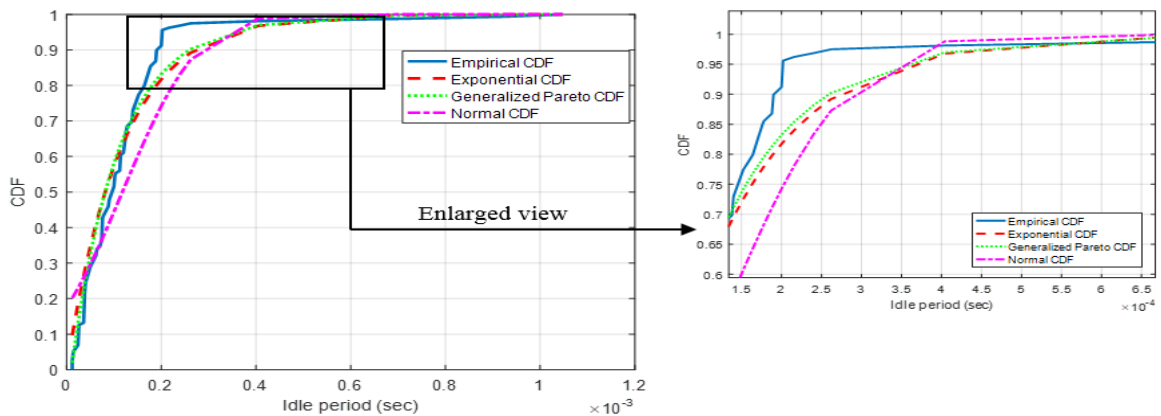 1
0.9
0.8
0.7
0.6
0.5
0.4
0.3
0.2
0.1
0
CDF
Empirical CDF
Exponential CDF
Generalized Pareto CDF
Normal CDF
Enlarged view
0 0.2 0.4 0.6 0.8 1 1.2
Idle period (sec)
×10⁻³
1
0.95
0.9
0.85
0.8
0.75
0.7
0.65
0.6
CDF
Empirical CDF
Exponential CDF
Generalized Pareto CDF
Normal CDF
1.5 2 2.5 3 3.5 4 4.5 5 5.5 6 6.5
Idle period (sec)
×10⁻⁴